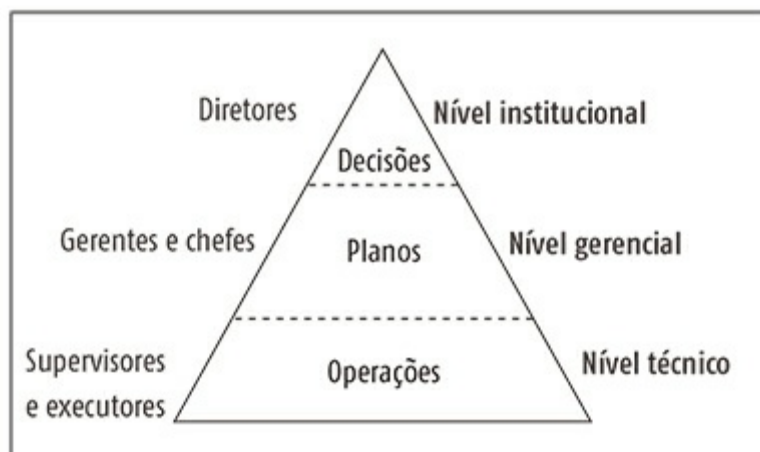 Diretores
Nível institucional
Decisões
Gerentes e chefes
Planos
Nível gerencial
Supervisores
e executores
Operações
Nível técnico